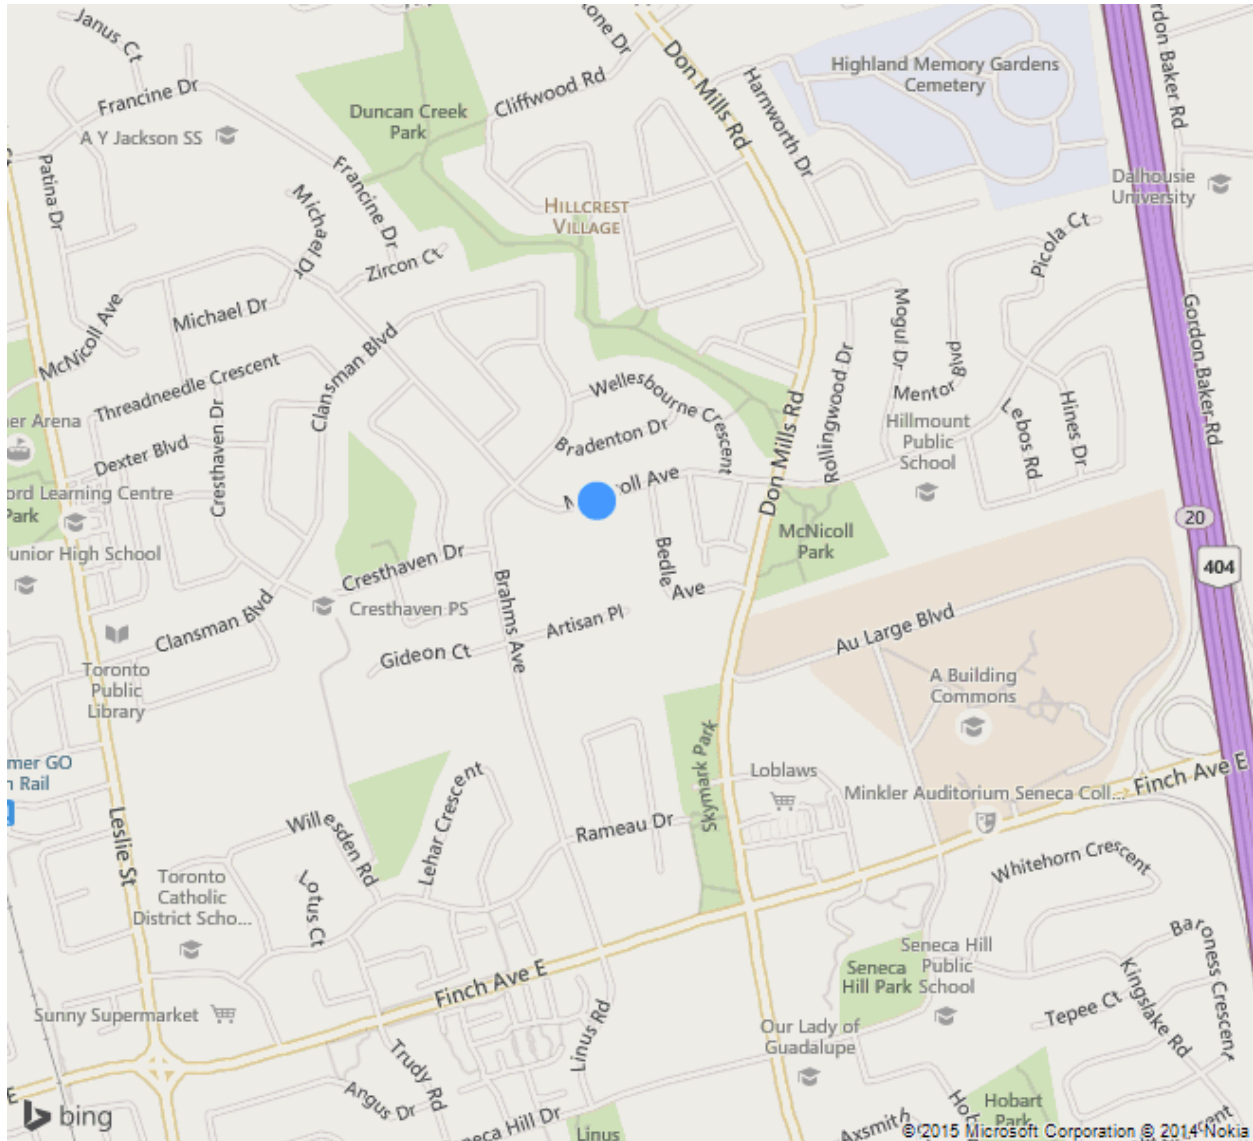 Janus Ct
Francine Dr
A Y Jackson SS
Duncan Creek
Park
Cliffwood Rd
Don Mills Rd
Harnworth Dr
Highland Memory Gardens
Cemetery
Gordon Baker Rd
Dalhousie
University
Patina Dr
Michael Dr
Francine Dr
Zircon Ct
HILLCREST
VILLAGE
Picola Ct
McNicoll Ave
Michael Dr
Threadneedle Crescent
Clansman Blvd
Mogul Dr
Mentor Blvd
Gordon Baker Rd
Wellesbourne Crescent
Bradenton Dr
Rollingwood Dr
Hillmount
Public
School
Lebos Rd
Hines Dr
Arena
Dexter Blvd
Cresthaven Dr
Learning Centre
Park
Junior High School
Don Mills Rd
McNicoll
Park
20
404
Cresthaven Dr
Cresthaven PS
Brahms Ave
Bedle Ave
Clansman Blvd
Artisan Pl
Gideon Ct
Au Large Blvd
A Building
Commons
Toronto
Public
Library
Skymark Park
Loblaws
Minkler Auditorium Seneca Coll...
Finch Ave E
mer GO
n Rail
Leslie St
Willesden Rd
Lehar Crescent
Rameau Dr
Whitehorn Crescent
Toronto
Catholic
District Scho...
Lotus Ct
Seneca
Hill Park
Seneca Hill
Public
School
Baroness Crescent
Kingslake Rd
Tepee Ct
Sunny Supermarket
Finch Ave E
Linus Rd
Our Lady of
Guadalupe
Trudy Rd
Angus Dr
Seneca Hill Dr
Linus
Hobart
Park
Axsmith
bing
© 2015 Microsoft Corporation © 2014 Nokia